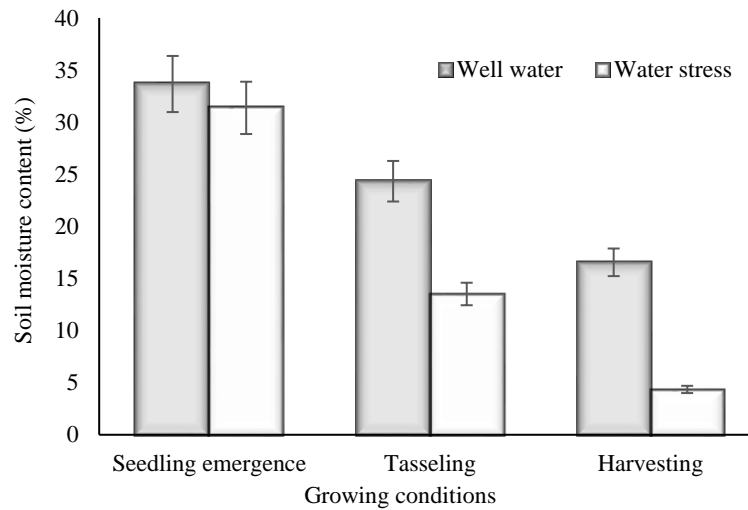 40
35
30
25
20
15
10
5
0
Soil moisture content (%)
Well water
Water stress
Seedling emergence
Tasseling
Harvesting
Growing conditions